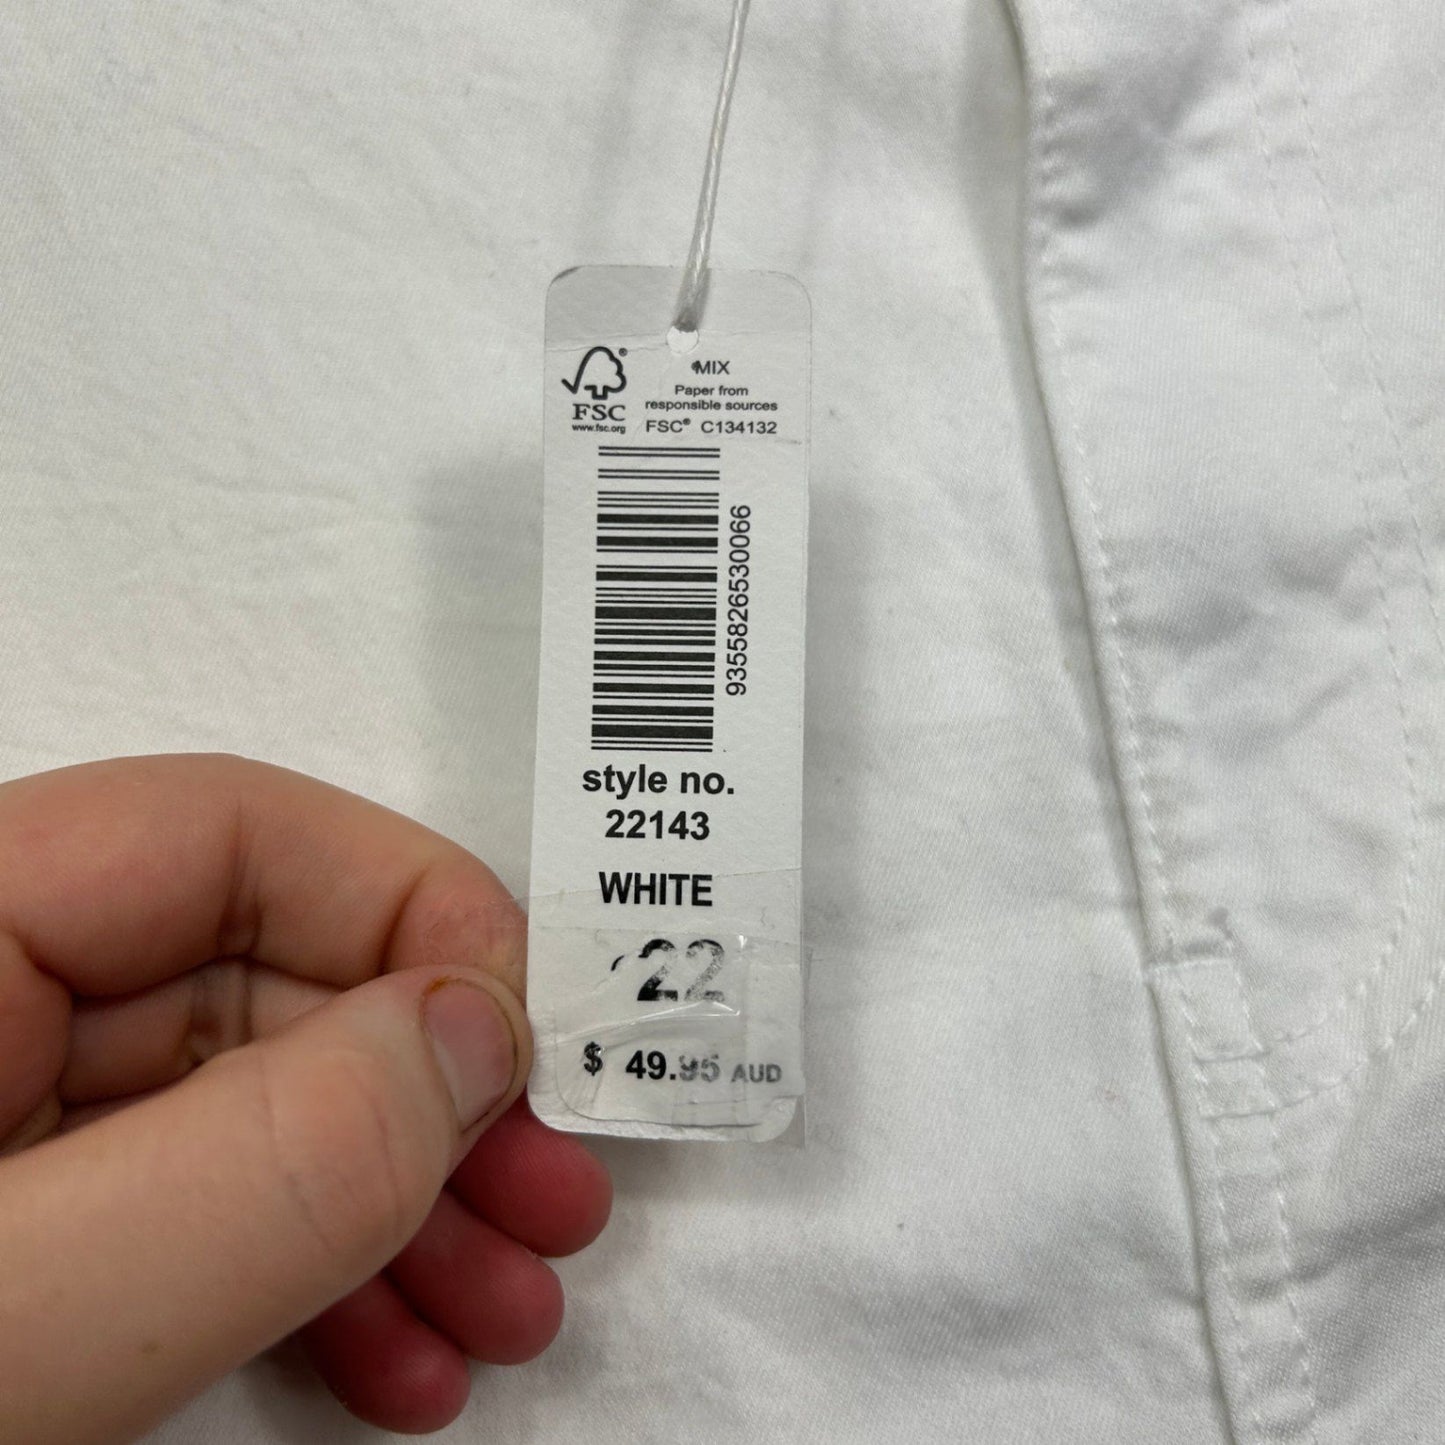 MIX
Paper from
responsible sources
FSC® C134132
FSC®
www.fsc.org
9355826530066
style no.
22143
WHITE
22
$ 49.95 AUD